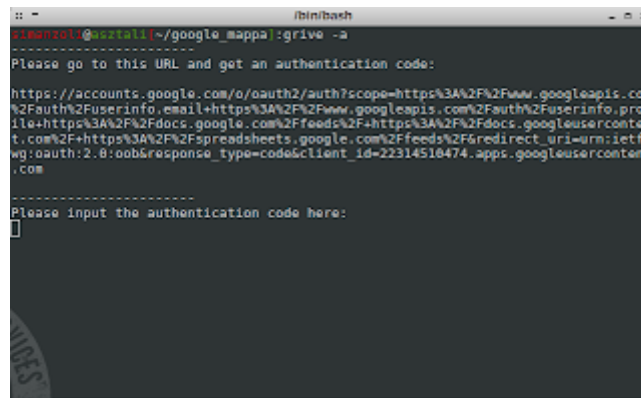 /bin/bash
simanzoli@asztali[~/google_mappa]:grive -a
-----------------------
Please go to this URL and get an authentication code:
https://accounts.google.com/o/oauth2/auth?scope=https%3A%2F%2Fwww.googleapis.co
%2Fauth%2Fuserinfo.email+https%3A%2F%2Fwww.googleapis.com%2Fauth%2Fuserinfo.pro
ile+https%3A%2F%2Fdocs.google.com%2Ffeeds%2F+https%3A%2F%2Fdocs.googleuserconte
t.com%2F+https%3A%2F%2Fspreadsheets.google.com%2Ffeeds%2F&redirect_uri=urn:ietf
wg:oauth:2.0:oob&response_type=code&client_id=22314510474.apps.googleuserconten
.com
-----------------------
Please input the authentication code here:
VICES